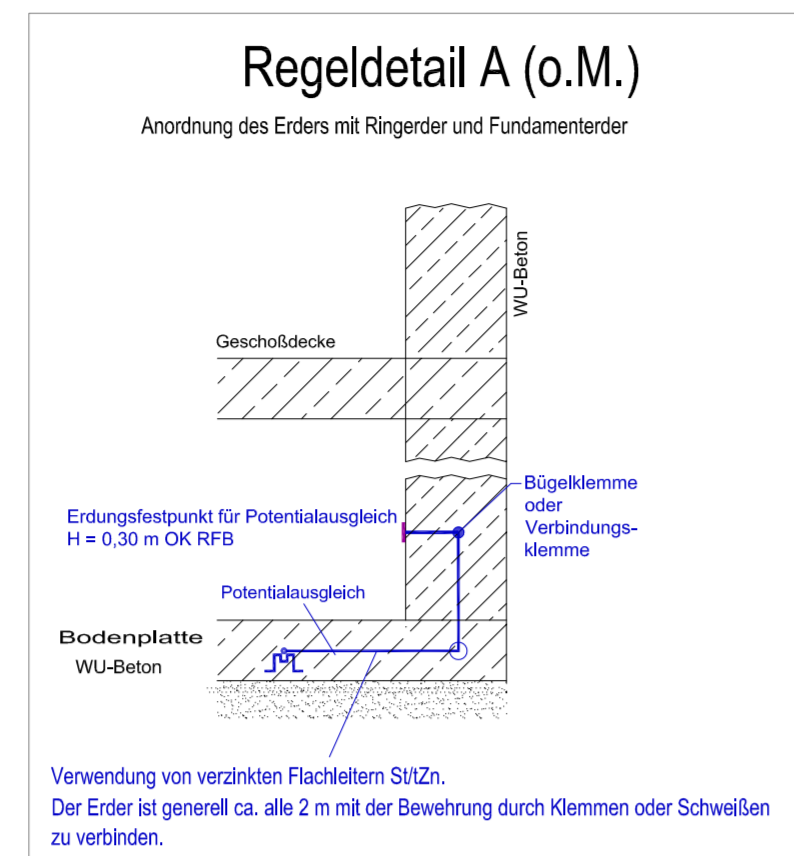 Regeldetail A (o.M.)
Anordnung des Erders mit Ringerder und Fundamenterder
WU-Beton
Geschoßdecke
Bügelklemme
oder
Verbindungs-
klemme
Erdungsfestpunkt für Potentialausgleich
H = 0,30 m OK RFB
Potentialausgleich
Bodenplatte
WU-Beton
Verwendung von verzinkten Flachleitern St/tZn.
Der Erder ist generell ca. alle 2 m mit der Bewehrung durch Klemmen oder Schweißen
zu verbinden.